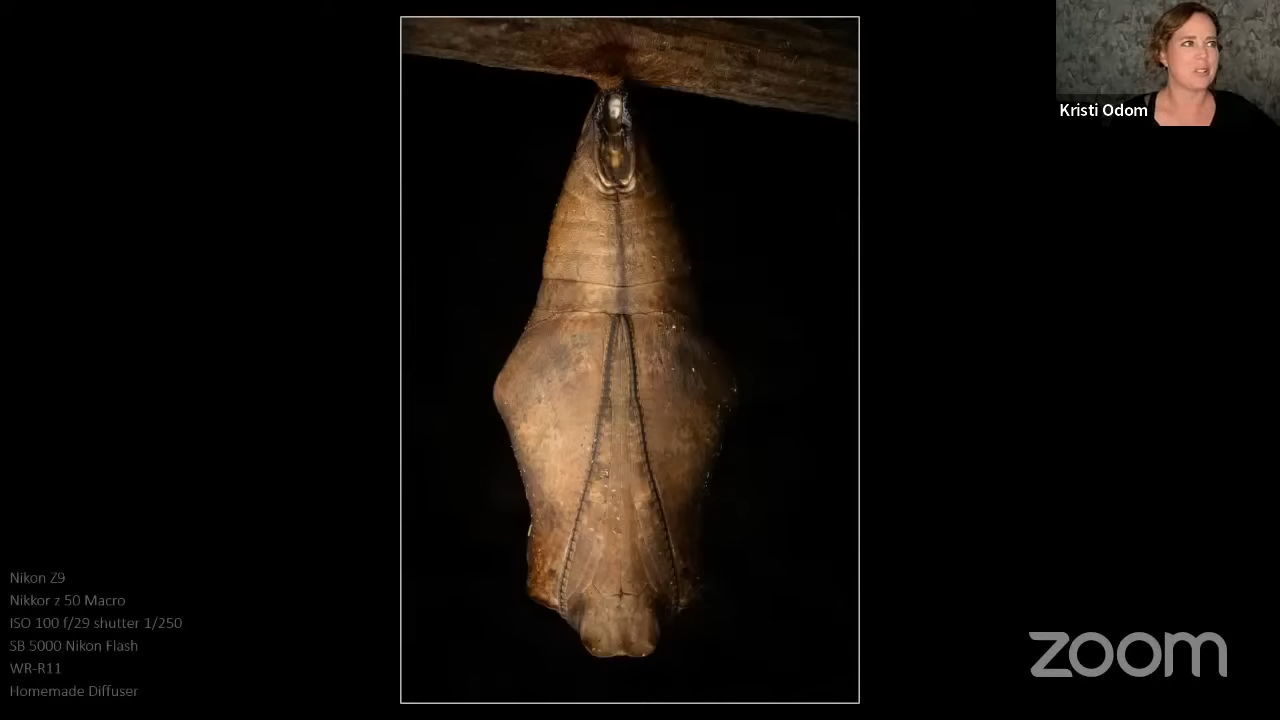 Kristi Odom
Nikon Z9
Nikkor z 50 Macro
ISO 100 f/29 shutter 1/250
SB 5000 Nikon Flash
WR-R11
Homemade Diffuser
zoom